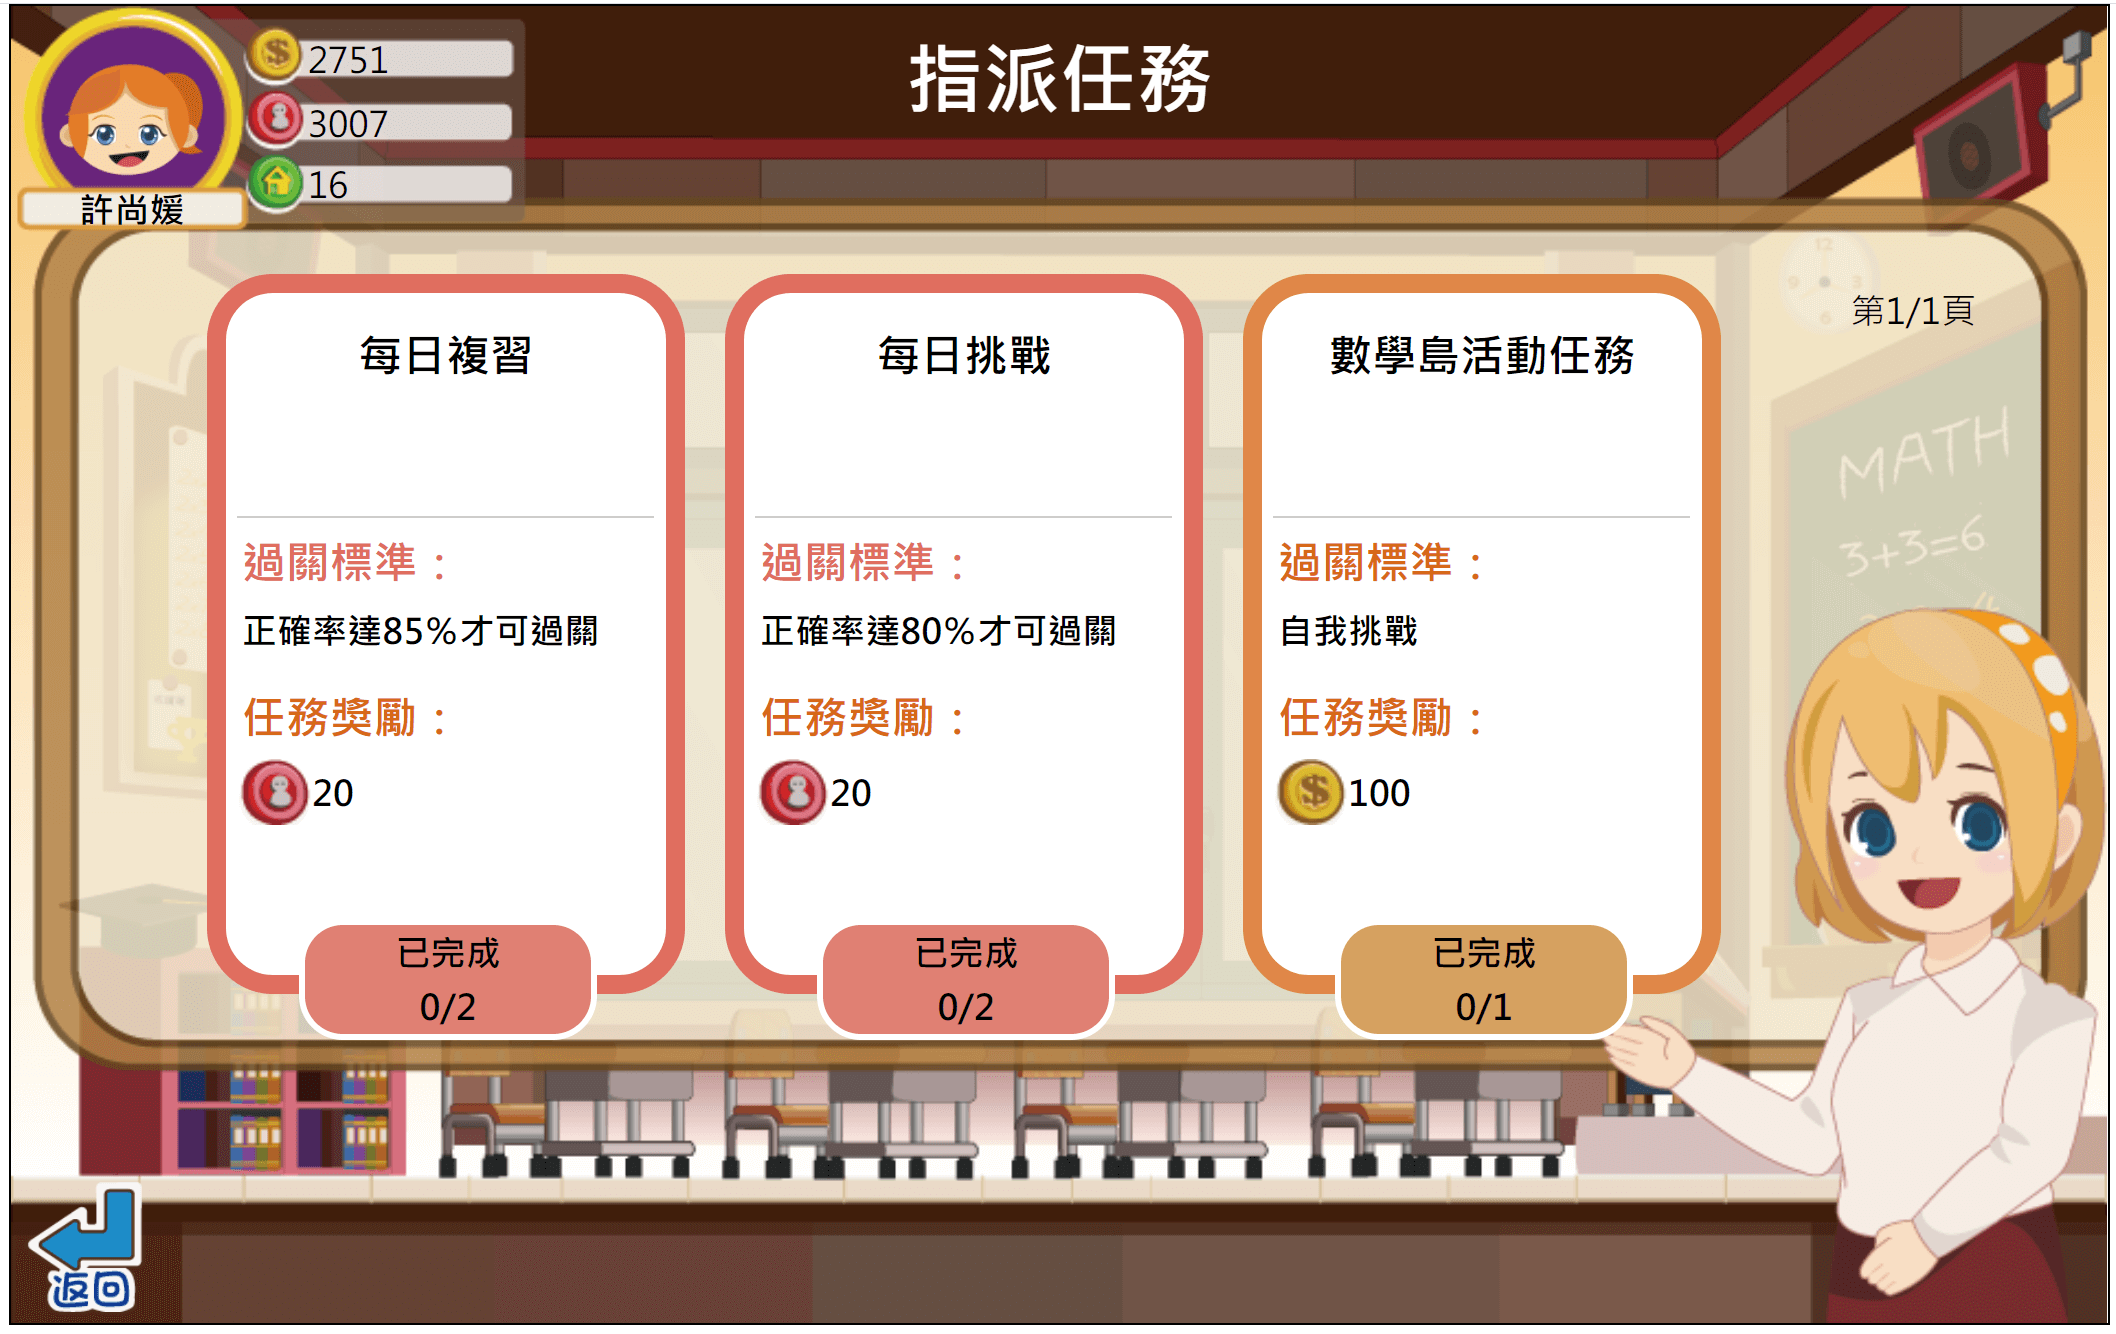 2751
3007
16
許尚媛
指派任務
第1/1頁
每日複習
過關標準：
正確率達85%才可過關
任務獎勵：
20
已完成
0/2
每日挑戰
過關標準：
正確率達80%才可過關
任務獎勵：
20
已完成
0/2
數學島活動任務
過關標準：
自我挑戰
任務獎勵：
100
已完成
0/1
12
9
3
6
MATH
3+3=6
返回